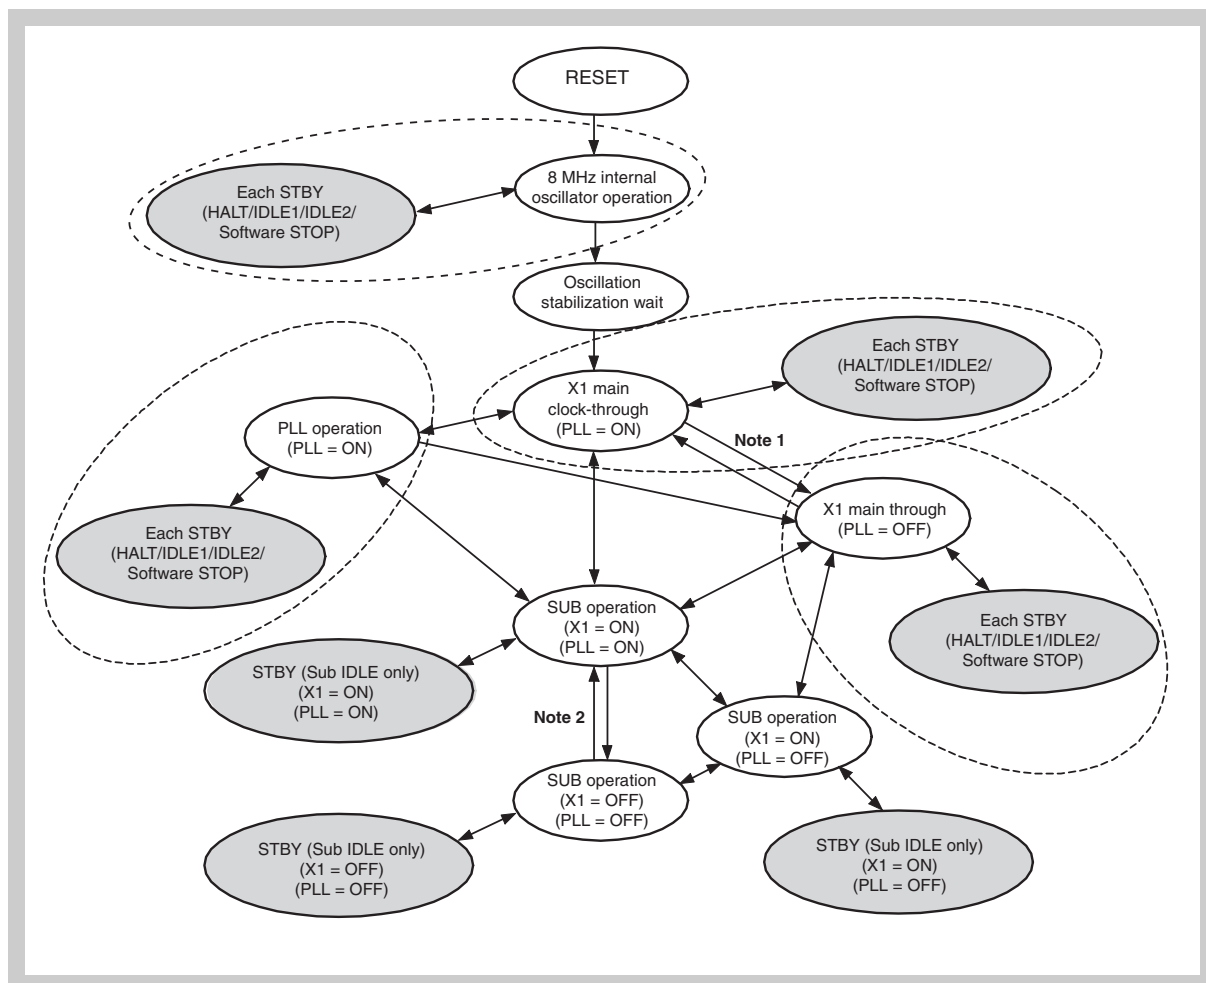 RESET
8 MHz internal
oscillator operation
Each STBY
(HALT/IDLE1/IDLE2/
Software STOP)
Oscillation
stabilization wait
Each STBY
(HALT/IDLE1/IDLE2/
Software STOP)
X1 main
clock-through
(PLL = ON)
PLL operation
(PLL = ON)
Note 1
X1 main through
(PLL = OFF)
Each STBY
(HALT/IDLE1/IDLE2/
Software STOP)
SUB operation
(X1 = ON)
(PLL = ON)
Each STBY
(HALT/IDLE1/IDLE2/
Software STOP)
STBY (Sub IDLE only)
(X1 = ON)
(PLL = ON)
Note 2
SUB operation
(X1 = ON)
(PLL = OFF)
SUB operation
(X1 = OFF)
(PLL = OFF)
STBY (Sub IDLE only)
(X1 = OFF)
(PLL = OFF)
STBY (Sub IDLE only)
(X1 = ON)
(PLL = OFF)